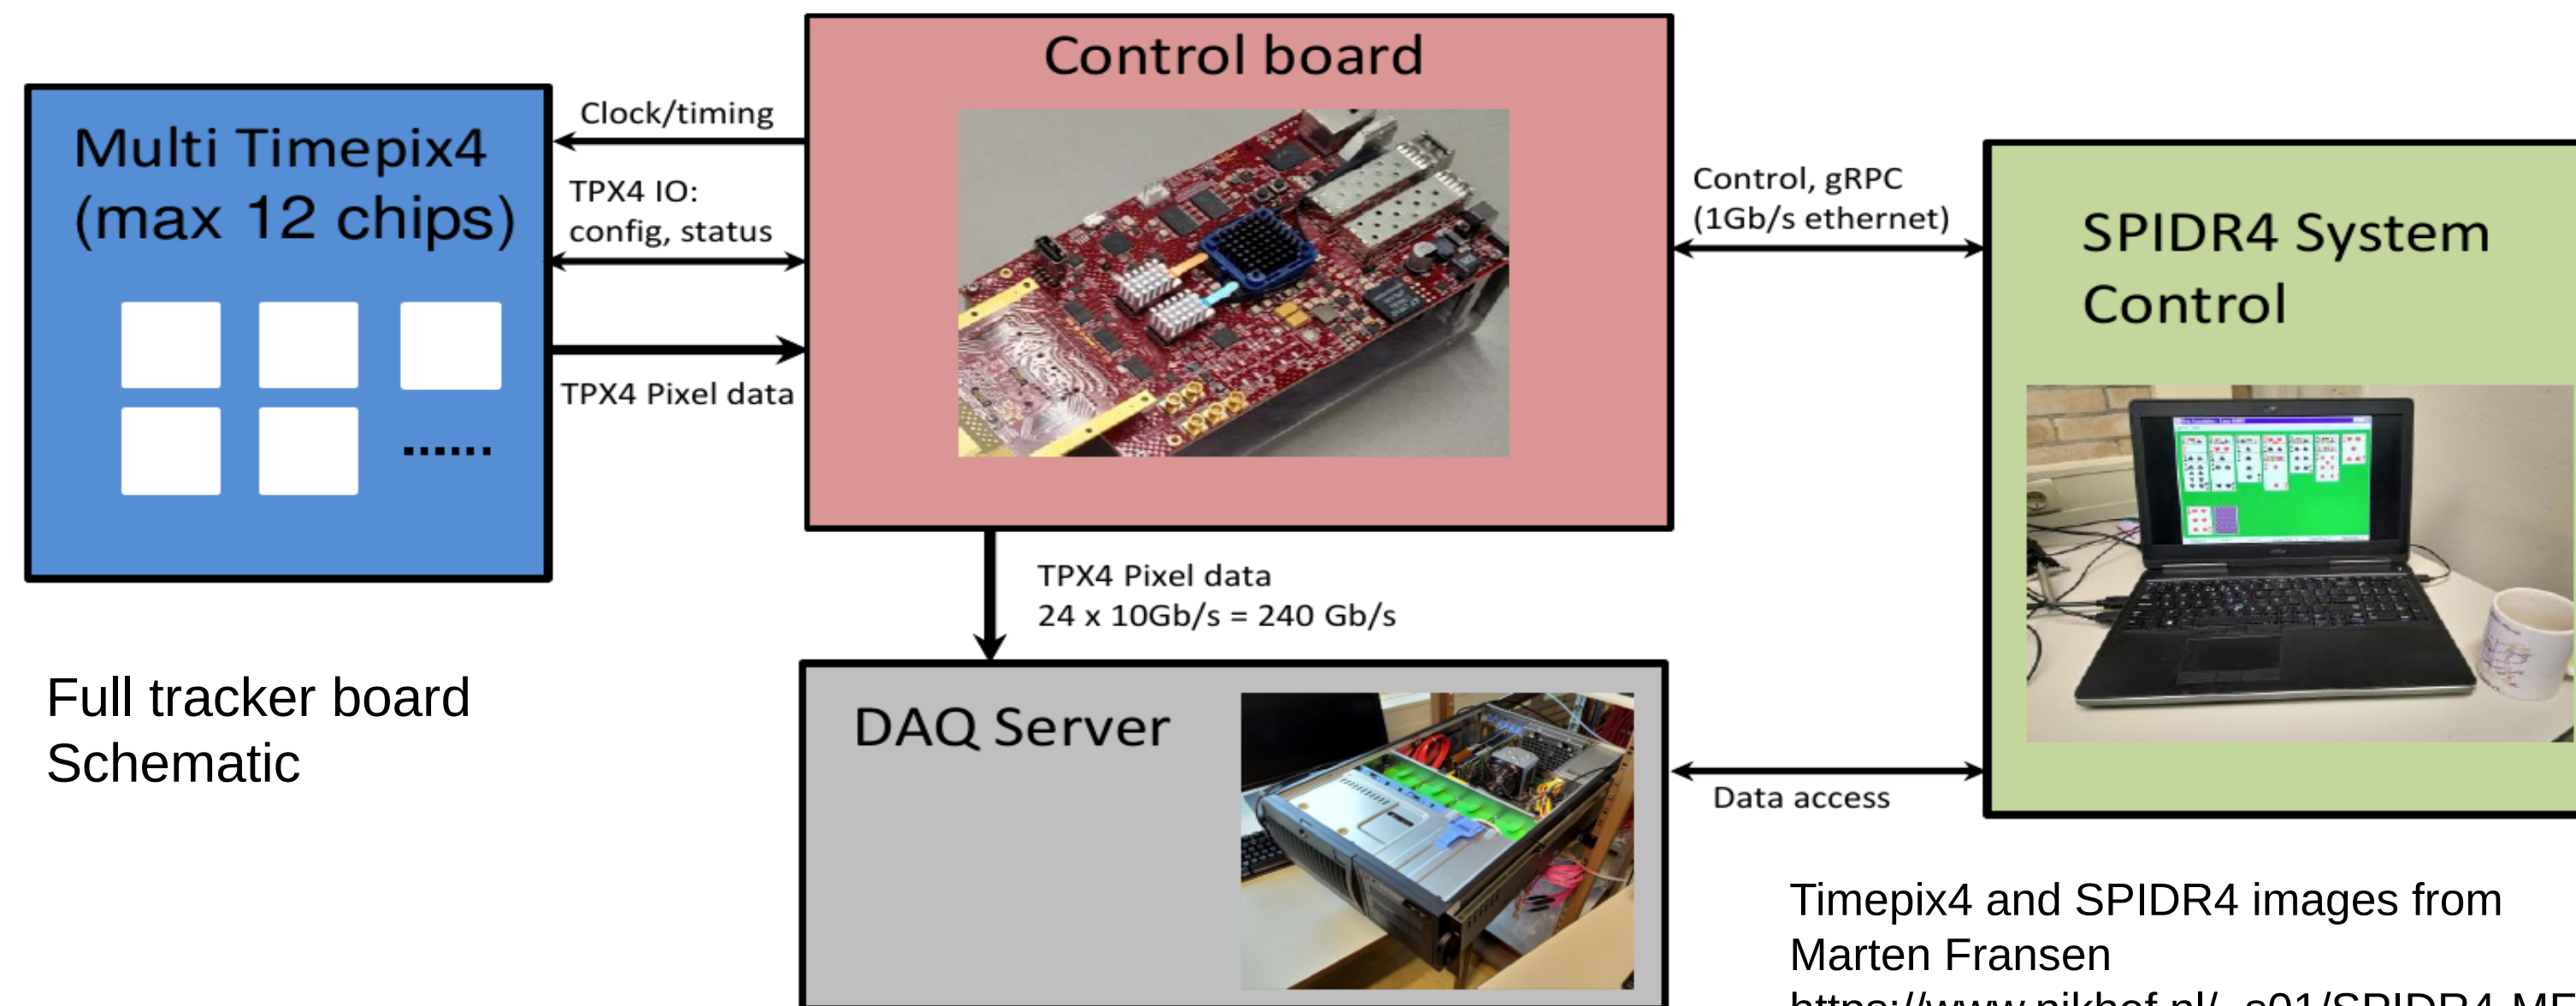 Control board
Multi Timepix4
(max 12 chips)
Clock/timing
TPX4 IO:
config, status
TPX4 Pixel data
......
Control, gRPC
(1Gb/s ethernet)
SPIDR4 System
Control
TPX4 Pixel data
24 x 10Gb/s = 240 Gb/s
Full tracker board
Schematic
DAQ Server
Data access
Timepix4 and SPIDR4 images from
Marten Fransen